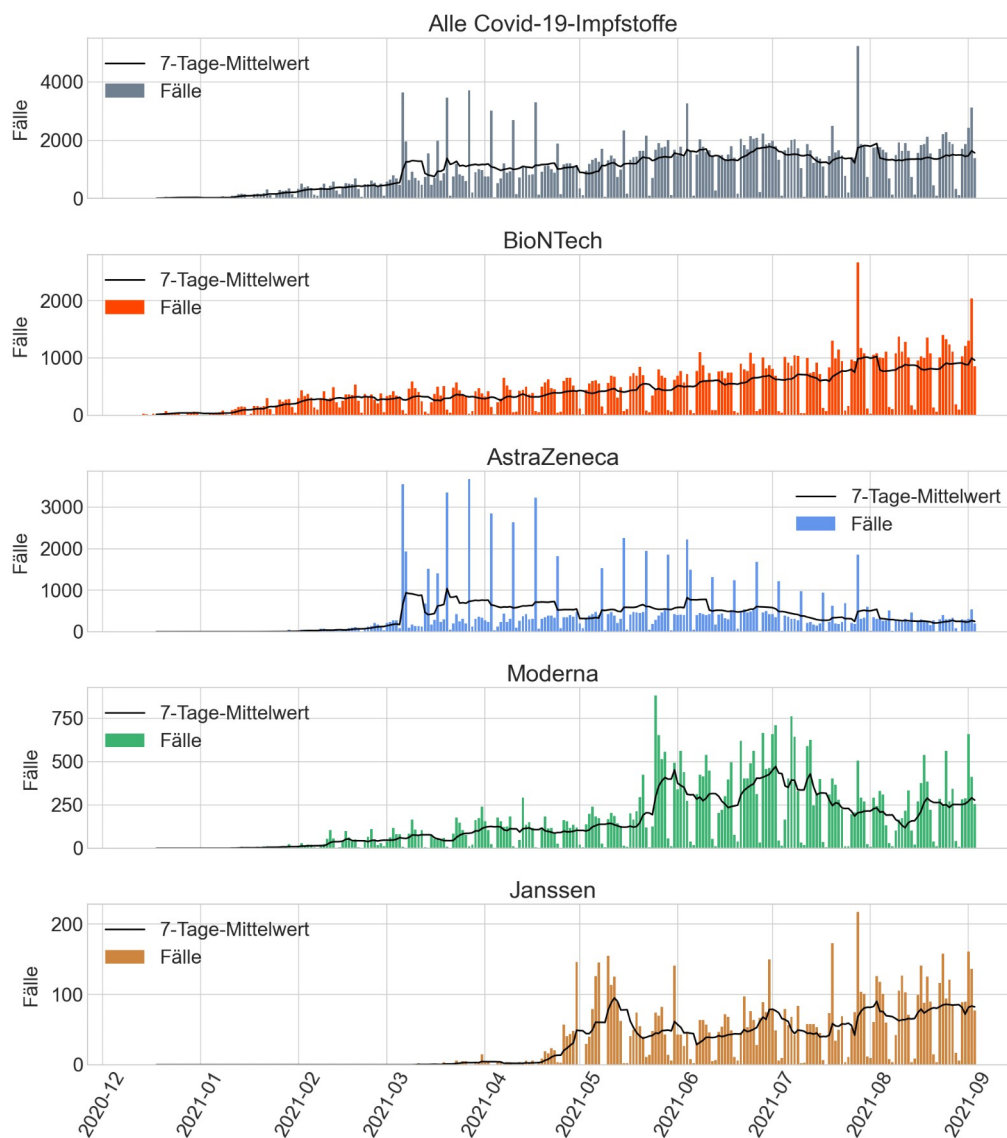 Alle Covid-19-Impfstoffe
7-Tage-Mittelwert
Fälle
Fälle
4000
2000
0
BioNTech
7-Tage-Mittelwert
Fälle
Fälle
2000
1000
0
AstraZeneca
7-Tage-Mittelwert
Fälle
Fälle
3000
2000
1000
0
Moderna
7-Tage-Mittelwert
Fälle
Fälle
750
500
250
0
Janssen
7-Tage-Mittelwert
Fälle
Fälle
200
100
0
2020-12
2021-01
2021-02
2021-03
2021-04
2021-05
2021-06
2021-07
2021-08
2021-09